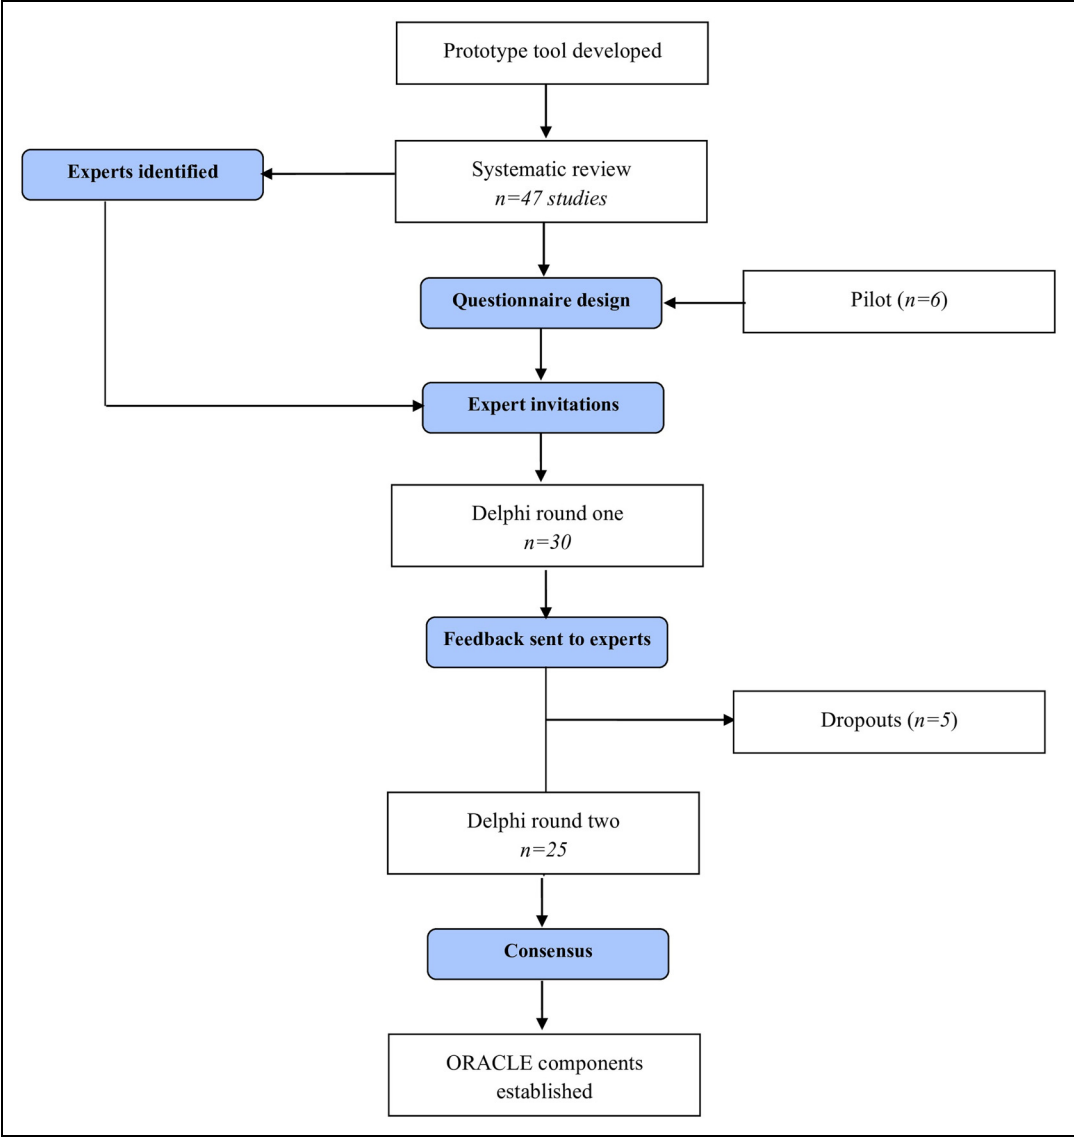 Prototype tool developed
Experts identified
Systematic review
n=47 studies
Questionnaire design
Pilot (n=6)
Expert invitations
Delphi round one
n=30
Feedback sent to experts
Dropouts (n=5)
Delphi round two
n=25
Consensus
ORACLE components
established